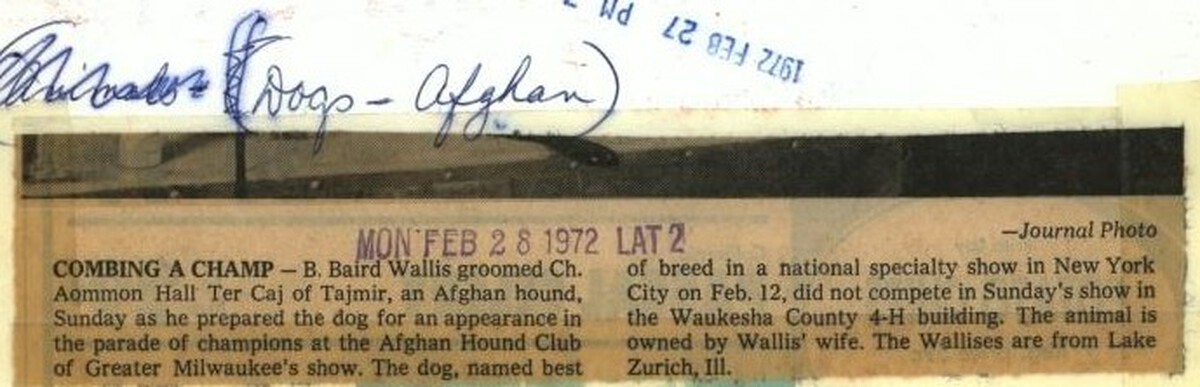 1972 FEB 27 PM
(Dogs - Afghan)
MON FEB 28 1972 LAT 2
—Journal Photo
COMBING A CHAMP — B. Baird Wallis groomed Ch.
Aommon Hall Ter Caj of Tajmir, an Afghan hound,
Sunday as he prepared the dog for an appearance in
the parade of champions at the Afghan Hound Club
of Greater Milwaukee's show. The dog, named best
of breed in a national specialty show in New York
City on Feb. 12, did not compete in Sunday's show in
the Waukesha County 4-H building. The animal is
owned by Wallis' wife. The Wallises are from Lake
Zurich, Ill.